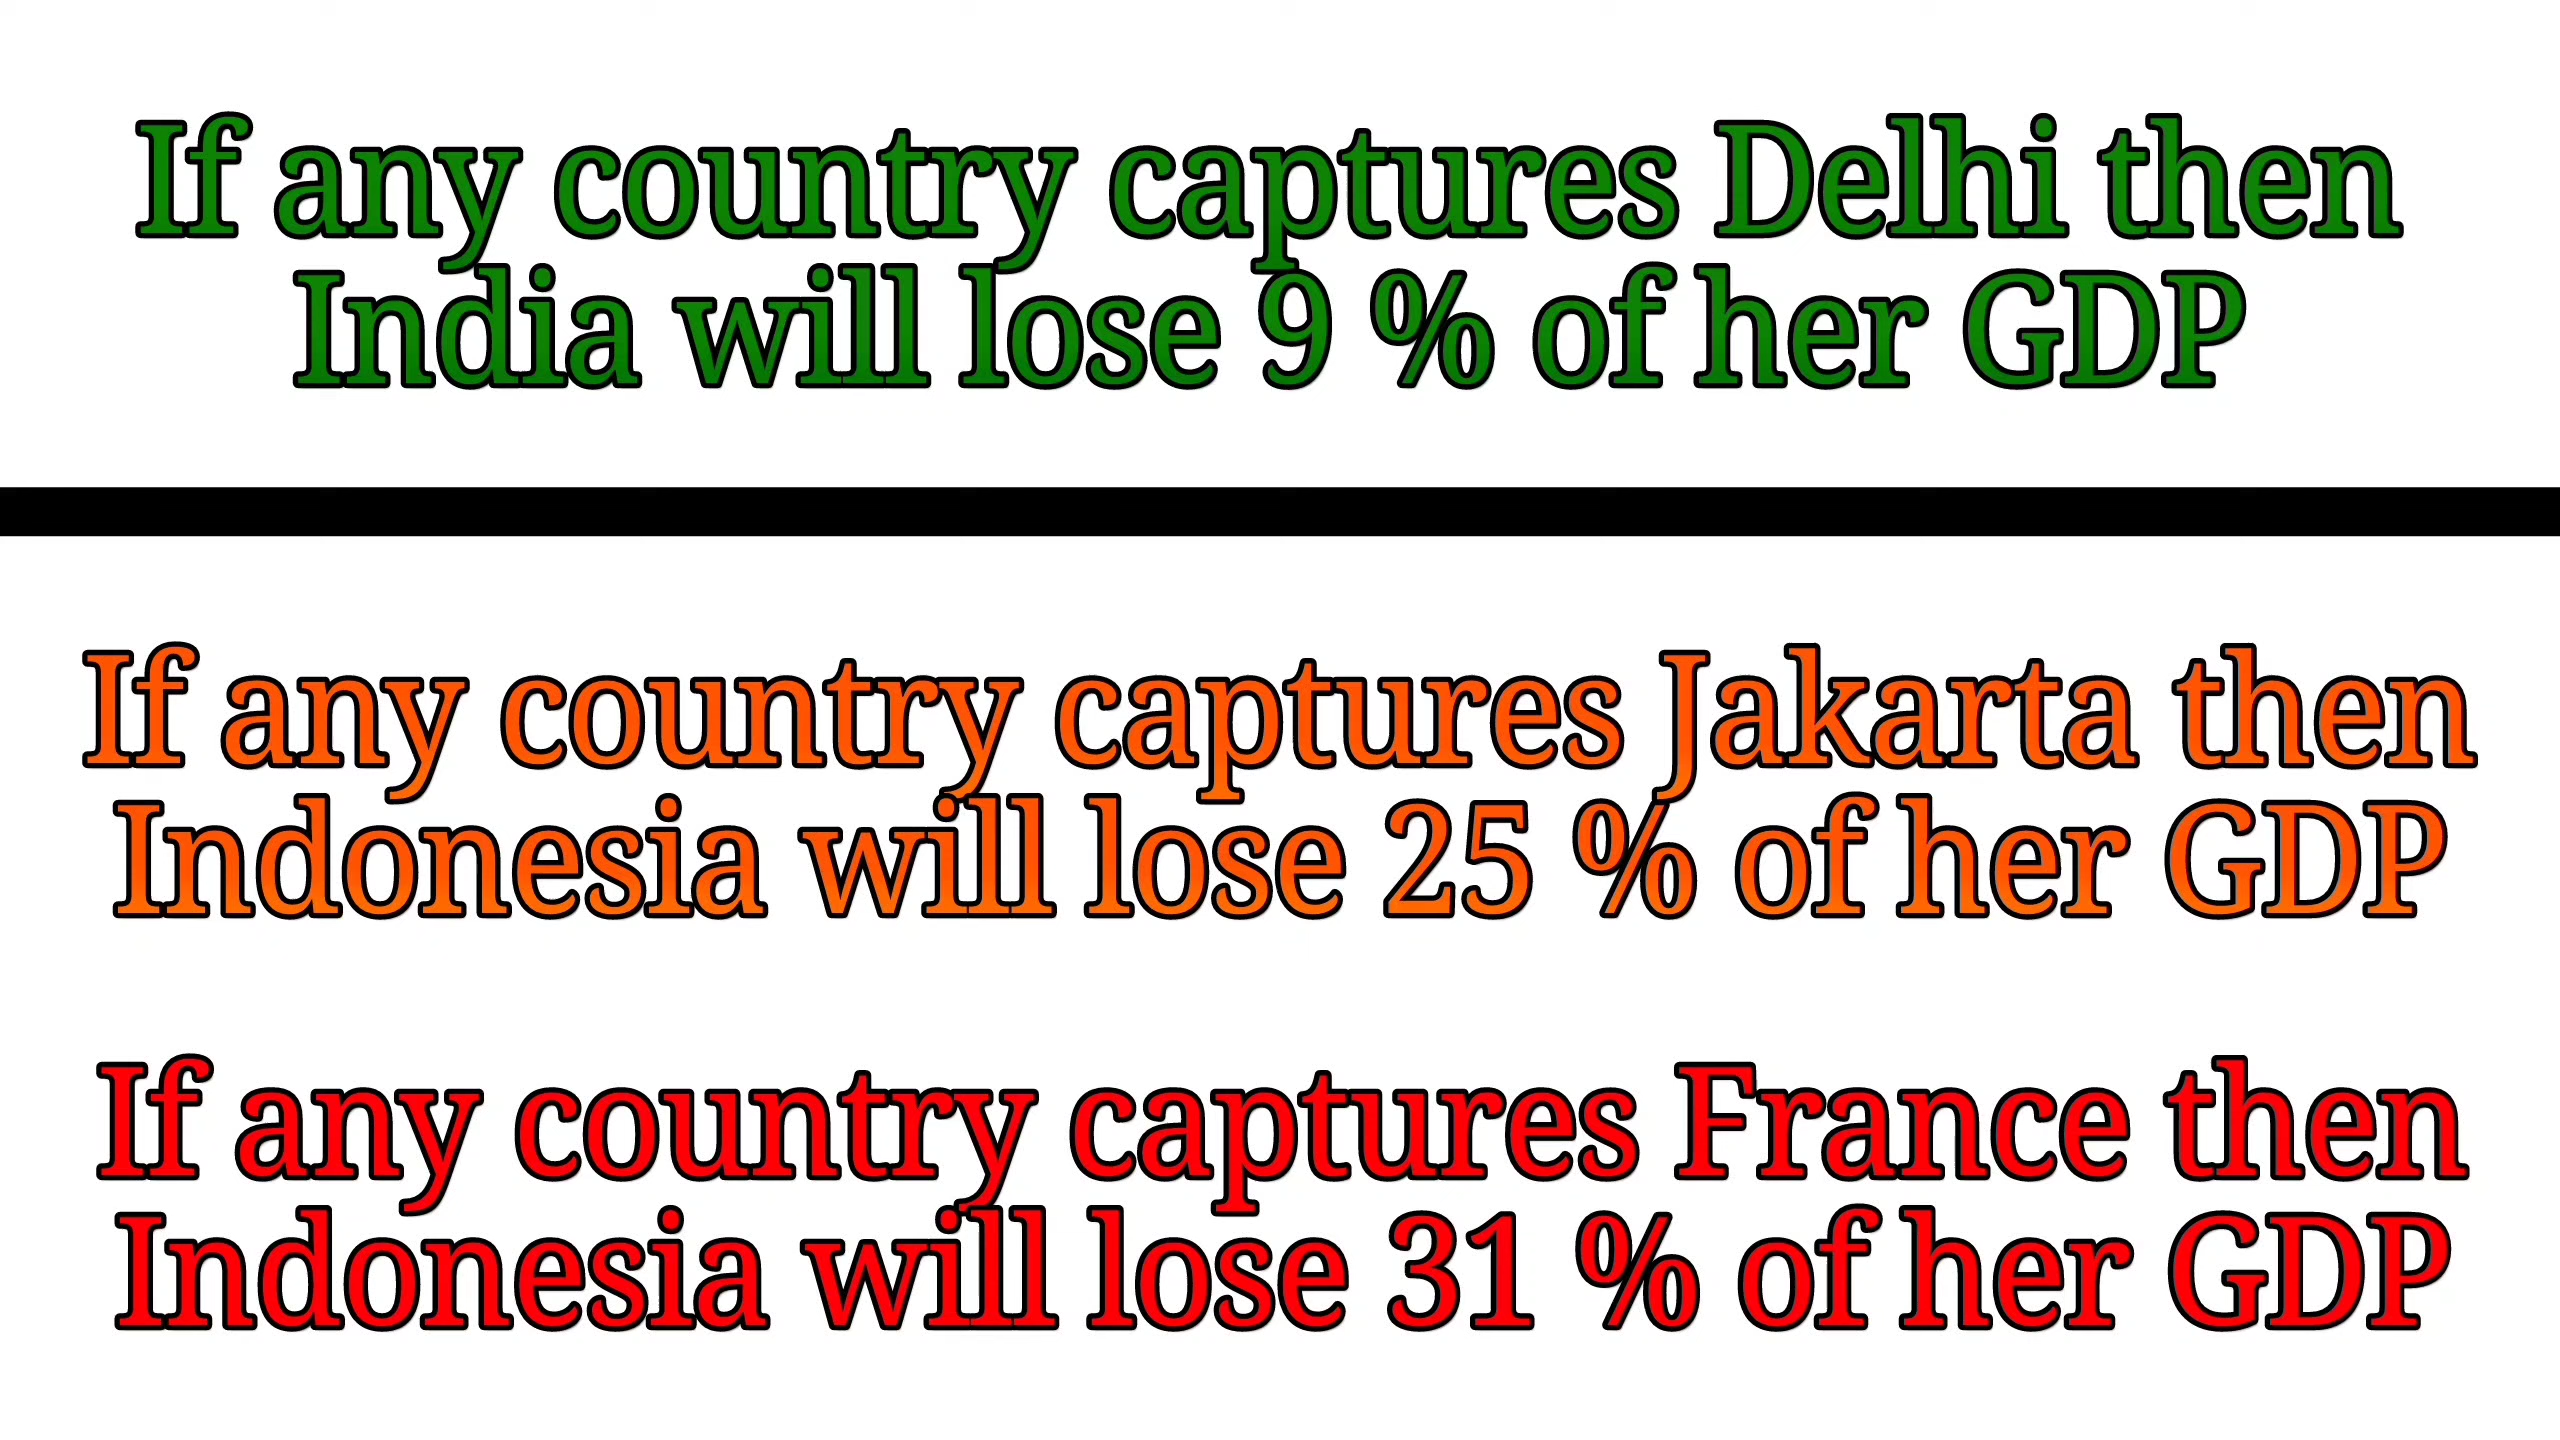 If any country captures Delhi then
India will lose 9 % of her GDP
If any country captures Jakarta then
Indonesia will lose 25 % of her GDP
If any country captures France then
Indonesia will lose 31 % of her GDP